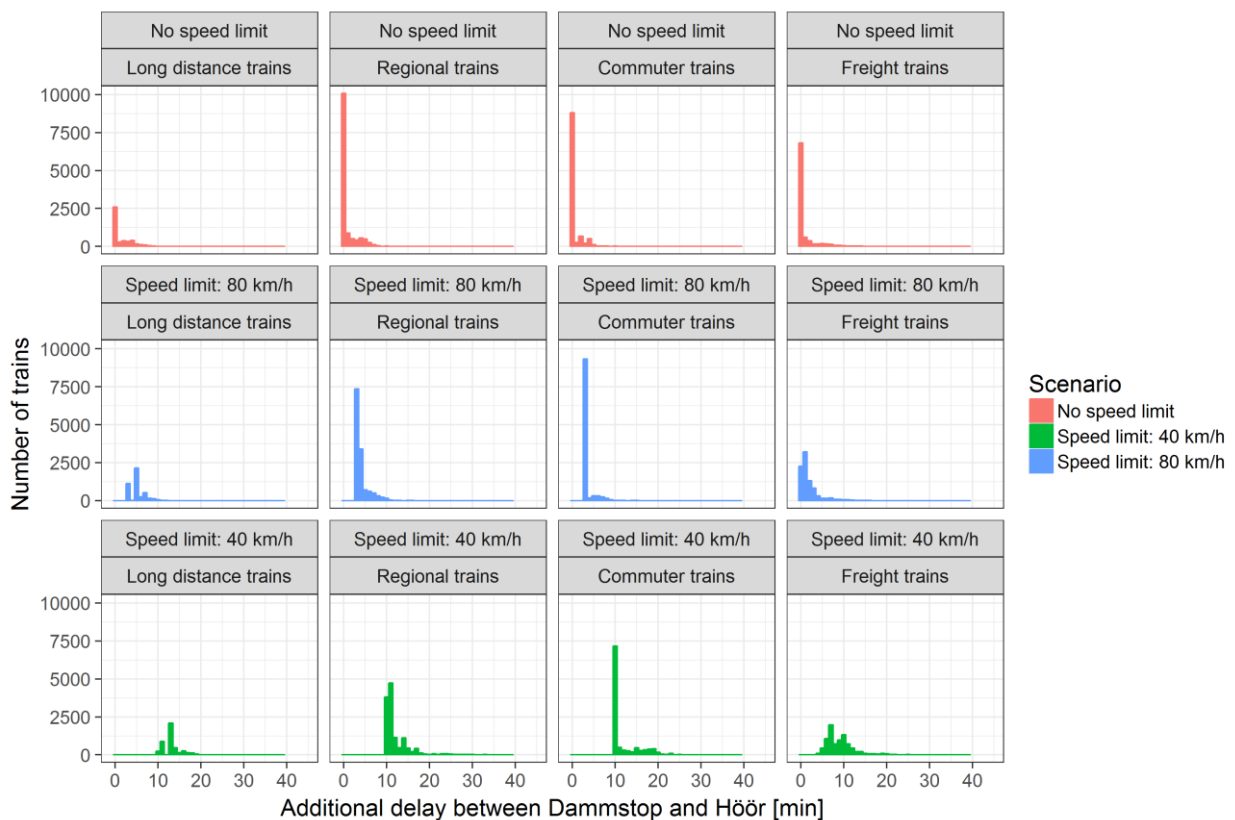 No speed limit
No speed limit
No speed limit
No speed limit
Long distance trains
Regional trains
Commuter trains
Freight trains
10000
7500
5000
2500
0
Speed limit: 80 km/h
Speed limit: 80 km/h
Speed limit: 80 km/h
Speed limit: 80 km/h
Long distance trains
Regional trains
Commuter trains
Freight trains
10000
7500
5000
2500
0
Speed limit: 40 km/h
Speed limit: 40 km/h
Speed limit: 40 km/h
Speed limit: 40 km/h
Long distance trains
Regional trains
Commuter trains
Freight trains
10000
7500
5000
2500
0
0 10 20 30 40
0 10 20 30 40
0 10 20 30 40
0 10 20 30 40
Number of trains
Additional delay between Dammstop and Höör [min]
Scenario
No speed limit
Speed limit: 40 km/h
Speed limit: 80 km/h